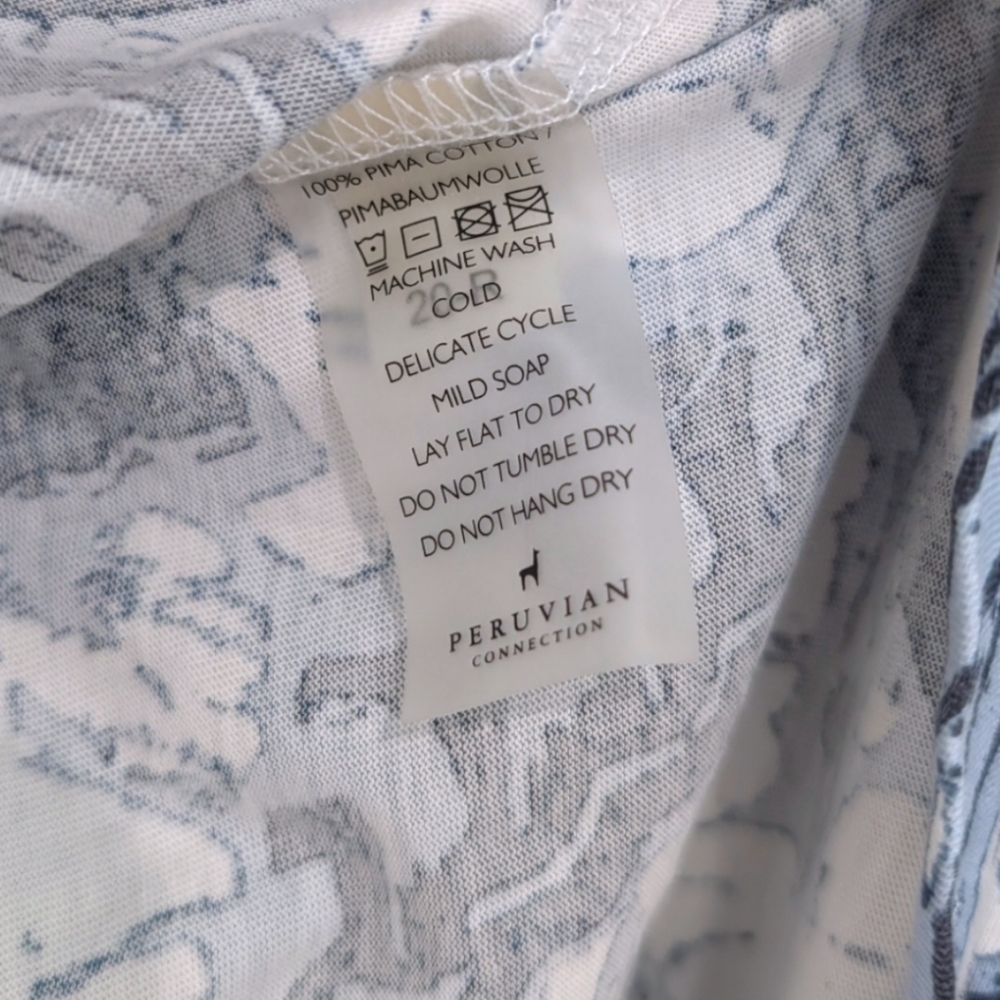 100% PIMA COTTON /
PIMABAUMWOLLE
MACHINE WASH
COLD
DELICATE CYCLE
MILD SOAP
LAY FLAT TO DRY
DO NOT TUMBLE DRY
DO NOT HANG DRY
PERUVIAN
CONNECTION